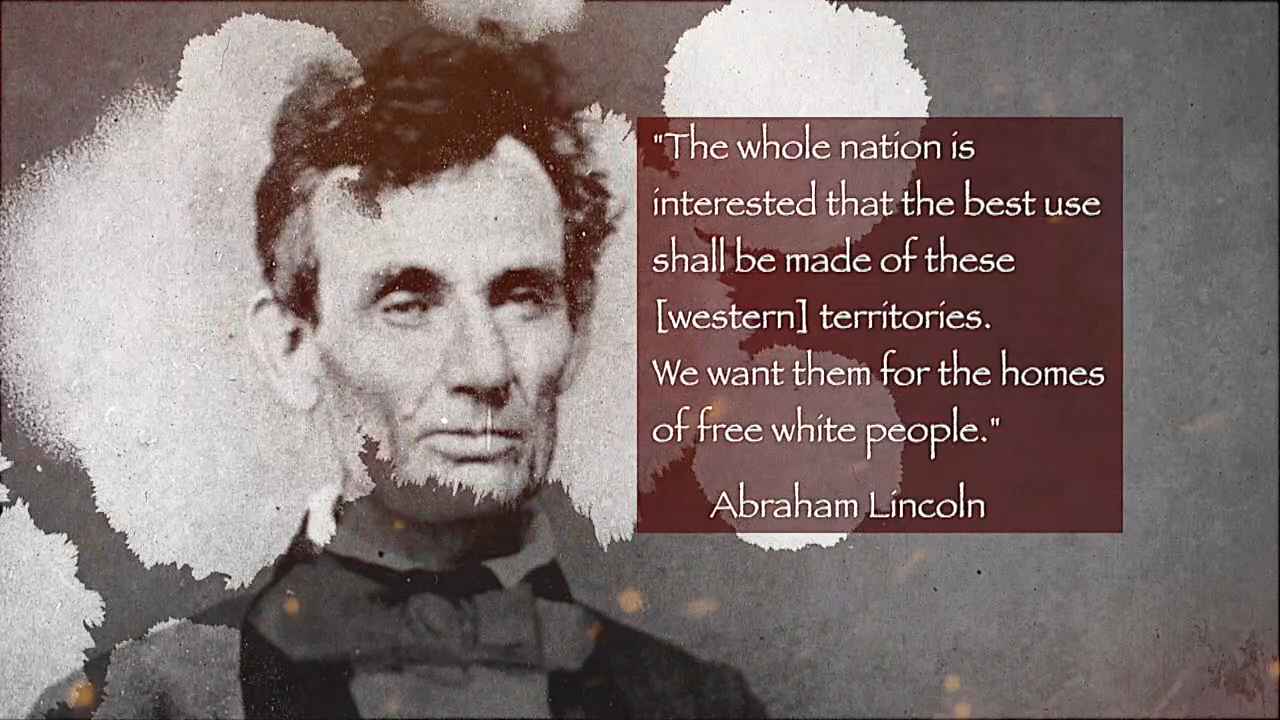 "The whole nation is
interested that the best use
shall be made of these
[western] territories.
We want them for the homes
of free white people."
Abraham Lincoln